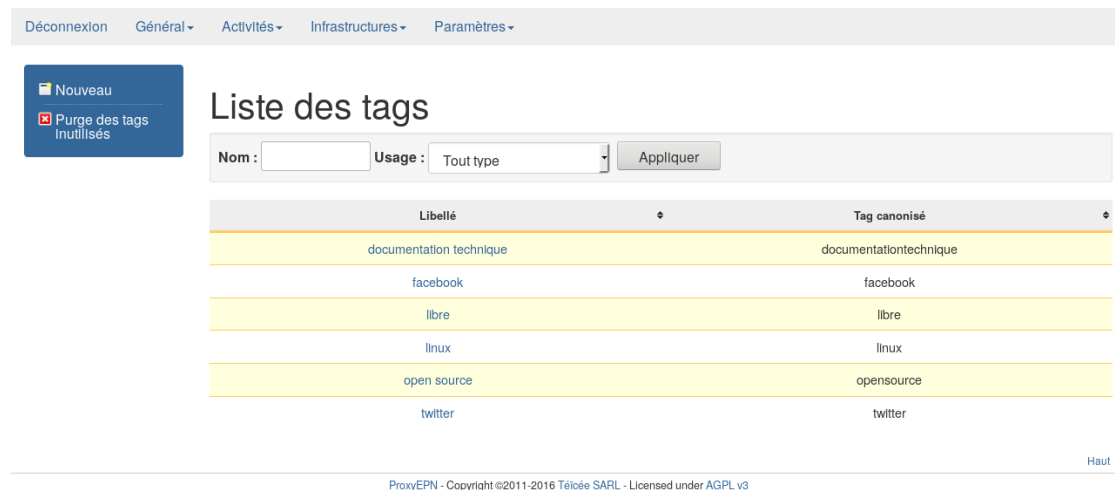 Déconnexion Général Activités Infrastructures Paramètres
Nouveau
Purge des tags
inutilisés
Liste des tags
Nom : Usage : Tout type Appliquer
Libellé Tag canonisé
documentation technique documentationtechnique
facebook facebook
libre libre
linux linux
open source opensource
twitter twitter
Haut
ProxyEPN - Copyright ©2011-2016 Téïcée SARL - Licensed under AGPL v3